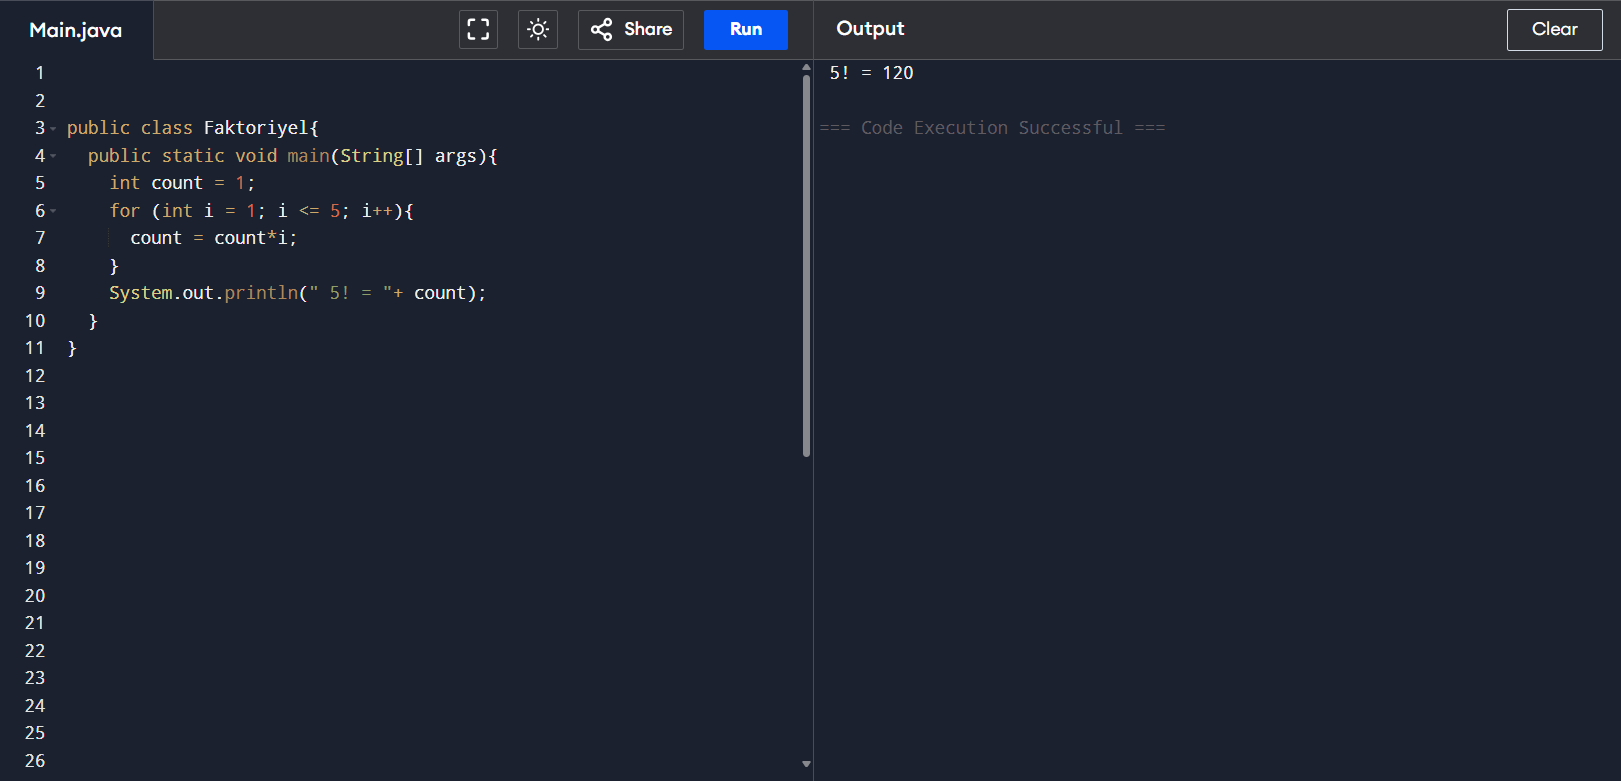 Main.java
Share
Run
Output
Clear
1
2
3 public class Faktoriyel{
4 public static void main(String[] args){
5 int count = 1;
6 for (int i = 1; i <= 5; i++){
7 count = count*i;
8 }
9 System.out.println(" 5! = "+ count);
10 }
11 }
12
13
14
15
16
17
18
19
20
21
22
23
24
25
26
5! = 120
=== Code Execution Successful ===